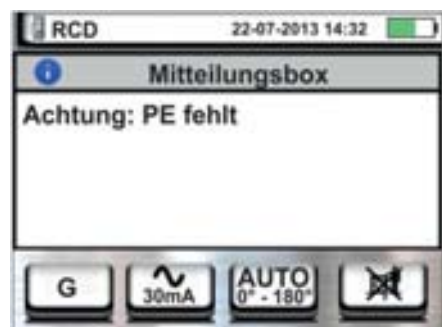 RCD 22-07-2013 14:32
Mitteilungsbox
Achtung: PE fehlt
G
30mA
AUTO
0° - 180°